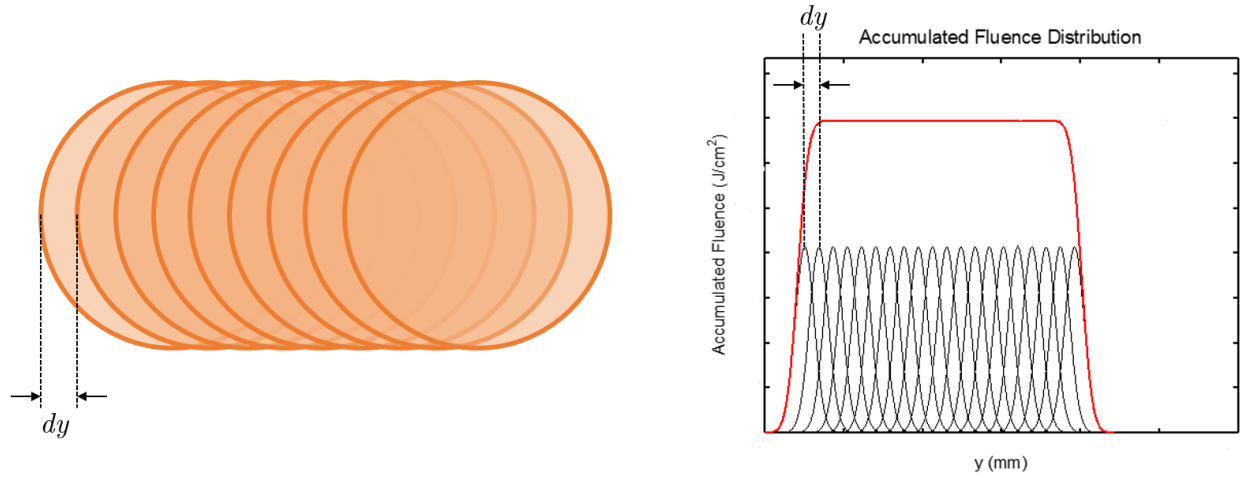 dy
dy
Accumulated Fluence Distribution
Accumulated Fluence (J/cm²)
y (mm)